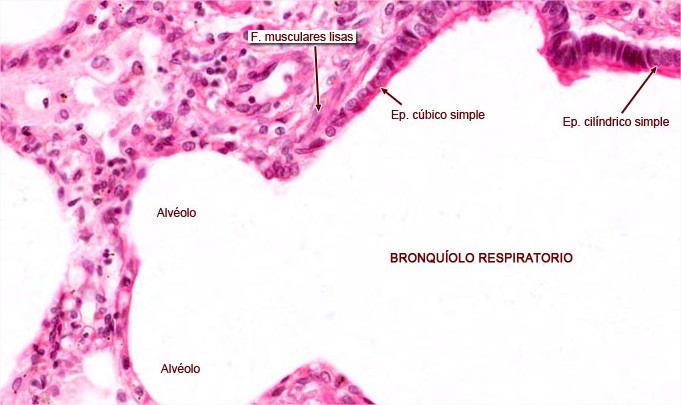 F. musculares lisas
Ep. cúbico simple
Ep. cilíndrico simple
Alvéolo
BRONQUÍOLO RESPIRATORIO
Alvéolo